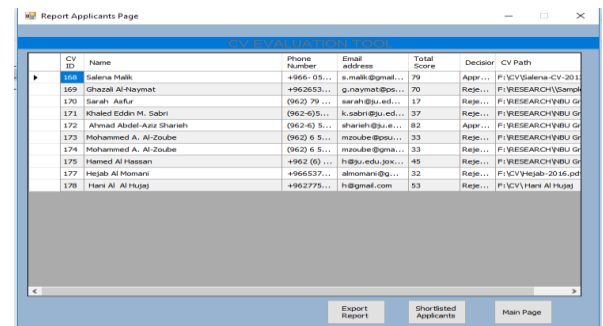 Report Applicants Page
CV EVALUATION TOOL
CV ID Name Phone Number Email address Total Score Decision CV Path
168 Salena Malik +966- 05... s.malik@gmail... 79 Appr... F:\CV\Salena-CV-201
169 Ghazali Al-Naymat +962653... g.naymat@ps... 70 Reje... F:\RESEARCH\\Sampl
170 Sarah Asfur (962) 79 ... sarah@ju.ed... 17 Reje... F:\RESEARCH\NBU Gr
171 Khaled Eddin M. Sabri (962-6)5... k.sabri@ju.ed... 37 Reje... F:\RESEARCH\NBU Gr
172 Ahmad Abdel-Aziz Sharieh (962-6) 5... sharieh@ju.e... 82 Appr... F:\RESEARCH\NBU Gr
173 Mohammed A. Al-Zoube (962) 6 5... mzoube@psu... 33 Reje... F:\RESEARCH\NBU Gr
174 Mohammed A. Al-Zoube (962) 6 5... mzoube@gma... 33 Reje... F:\RESEARCH\NBU Gr
175 Hamed Al Hassan +962 (6) ... h@ju.edu.jox... 45 Reje... F:\RESEARCH\NBU Gr
177 Hejab Al Momani +966537... almomani@g... 32 Reje... F:\CV\Hejab-2016.pd
178 Hani Al Al Hujaj +962775... h@gmail.com 53 Reje... F:\CV\ Hani Al Hujaj
Export Report
Shortlisted Applicants
Main Page